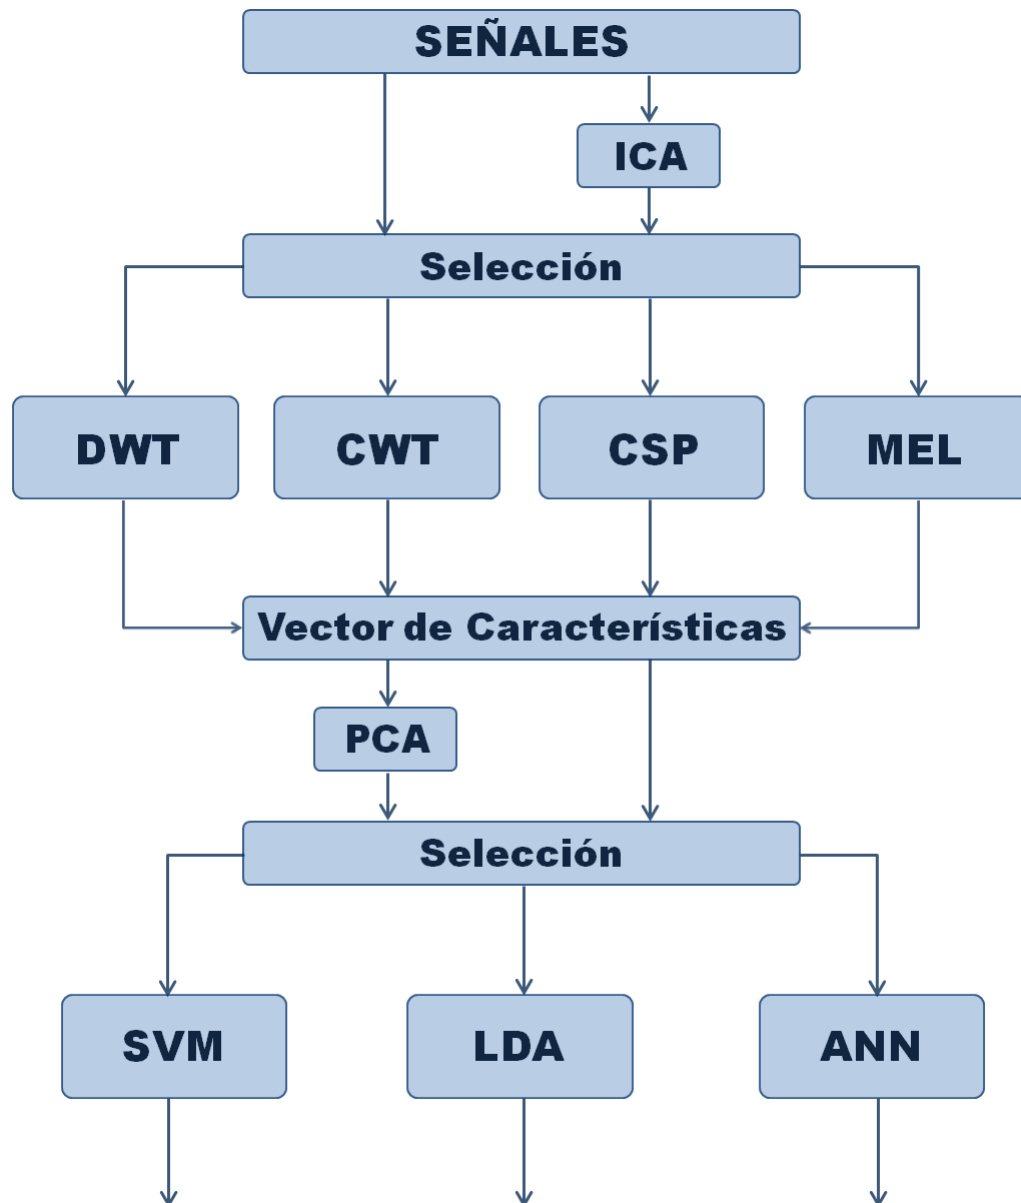 SEÑALES
ICA
Selección
DWT
CWT
CSP
MEL
Vector de Características
PCA
Selección
SVM
LDA
ANN